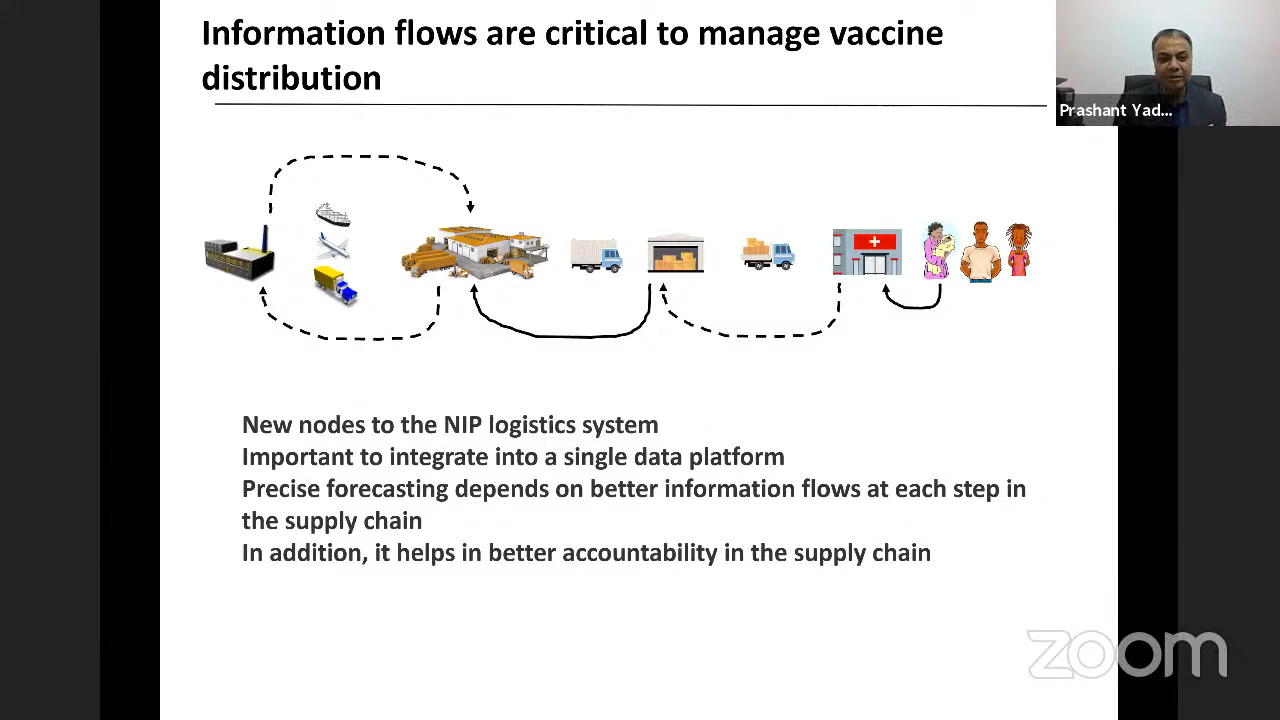 Information flows are critical to manage vaccine
distribution
Prashant Yad...
New nodes to the NIP logistics system
Important to integrate into a single data platform
Precise forecasting depends on better information flows at each step in
the supply chain
In addition, it helps in better accountability in the supply chain
zoom